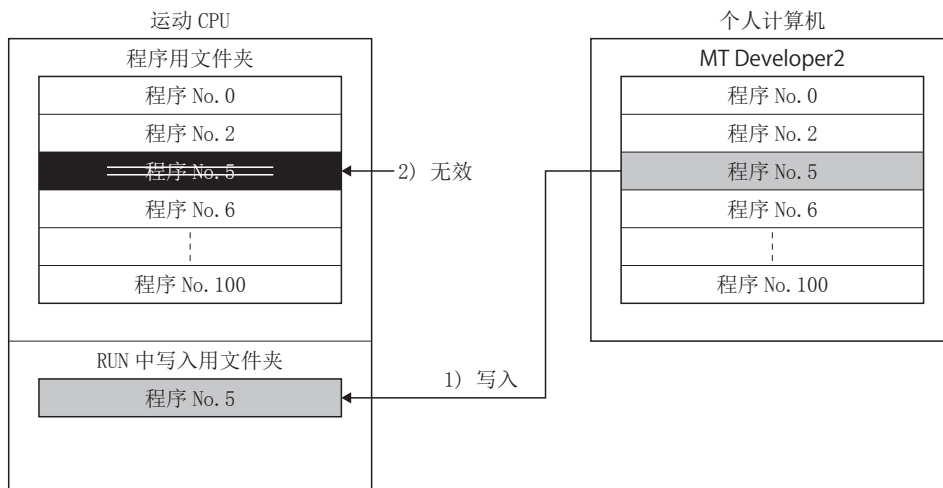 运动 CPU
程序用文件夹
程序 No. 0
程序 No. 2
程序 No. 5
程序 No. 6
程序 No. 100
RUN 中写入用文件夹
程序 No. 5
2) 无效
1) 写入
个人计算机
MT Developer2
程序 No. 0
程序 No. 2
程序 No. 5
程序 No. 6
程序 No. 100